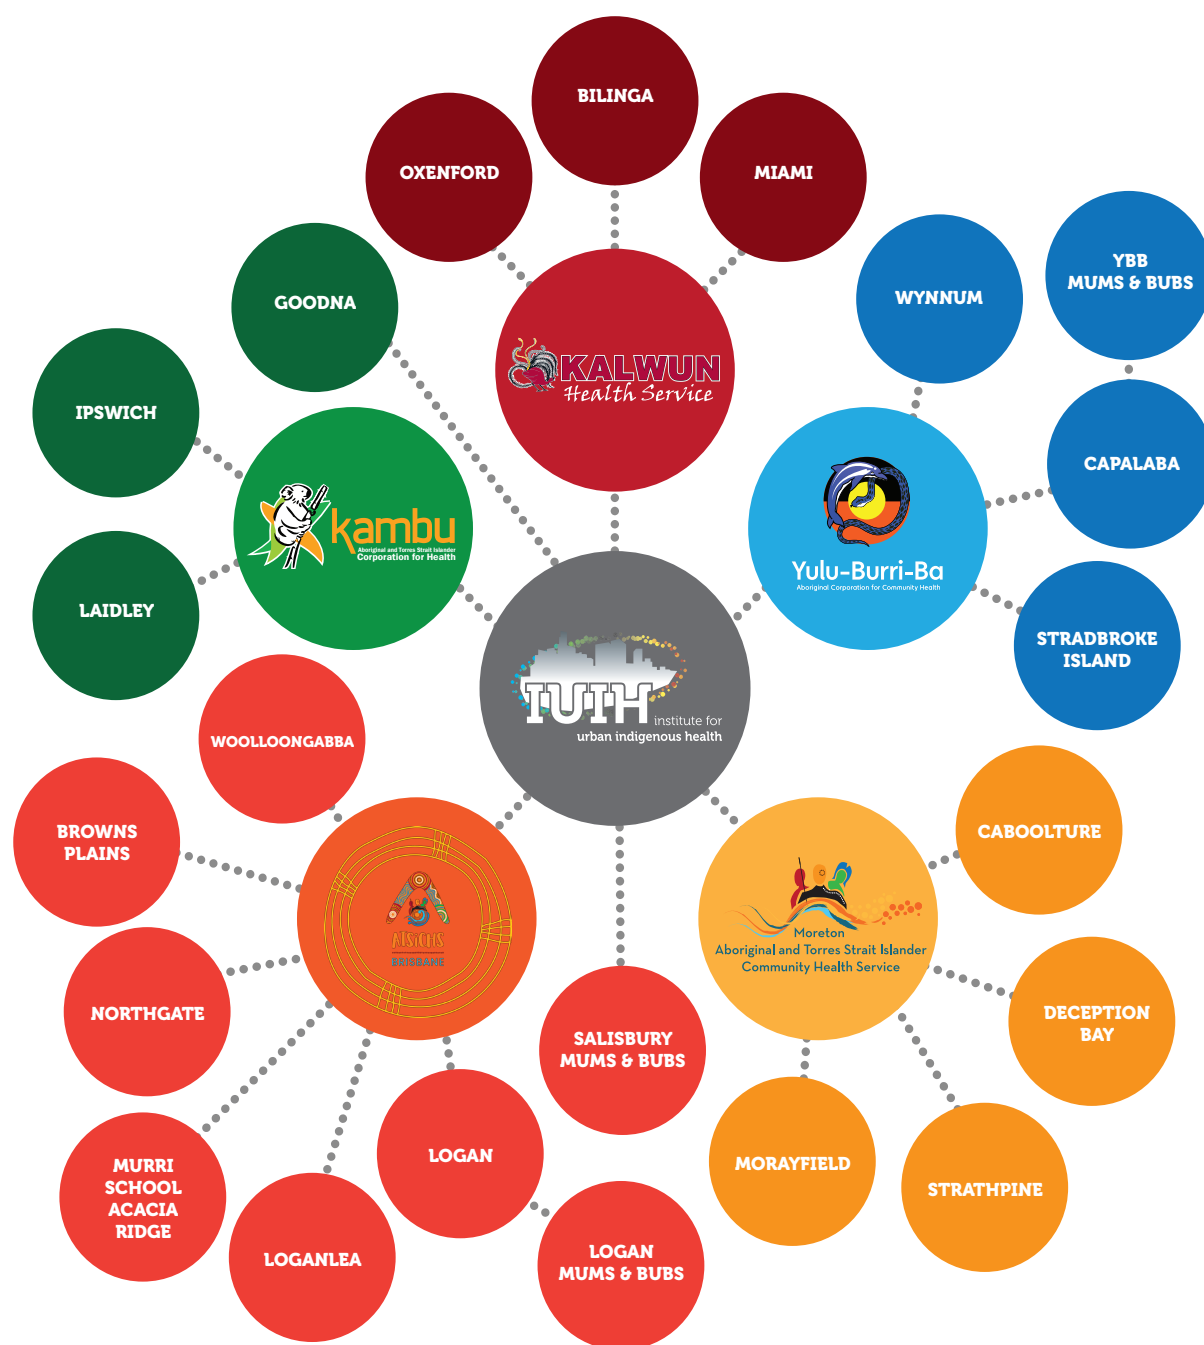 BILINGA
OXENFORD
MIAMI
GOODNA
WYNNUM
YBB
MUMS & BUBS
IPSWICH
KALWUN
Health Service
CAPALABA
kambu
Aboriginal and Torres Strait Islander
Corporation for Health
Yulu-Burri-Ba
Aboriginal Corporation for Community Health
LAIDLEY
STRADBROKE
ISLAND
IUIH institute for
urban indigenous health
WOOLLOONGABBA
BROWNS
PLAINS
CABOOLTURE
ATSICHS
BRISBANE
Moreton
Aboriginal and Torres Strait Islander
Community Health Service
NORTHGATE
DECEPTION
BAY
SALISBURY
MUMS & BUBS
MURRI
SCHOOL
ACACIA
RIDGE
LOGAN
MORAYFIELD
STRATHPINE
LOGANLEA
LOGAN
MUMS & BUBS